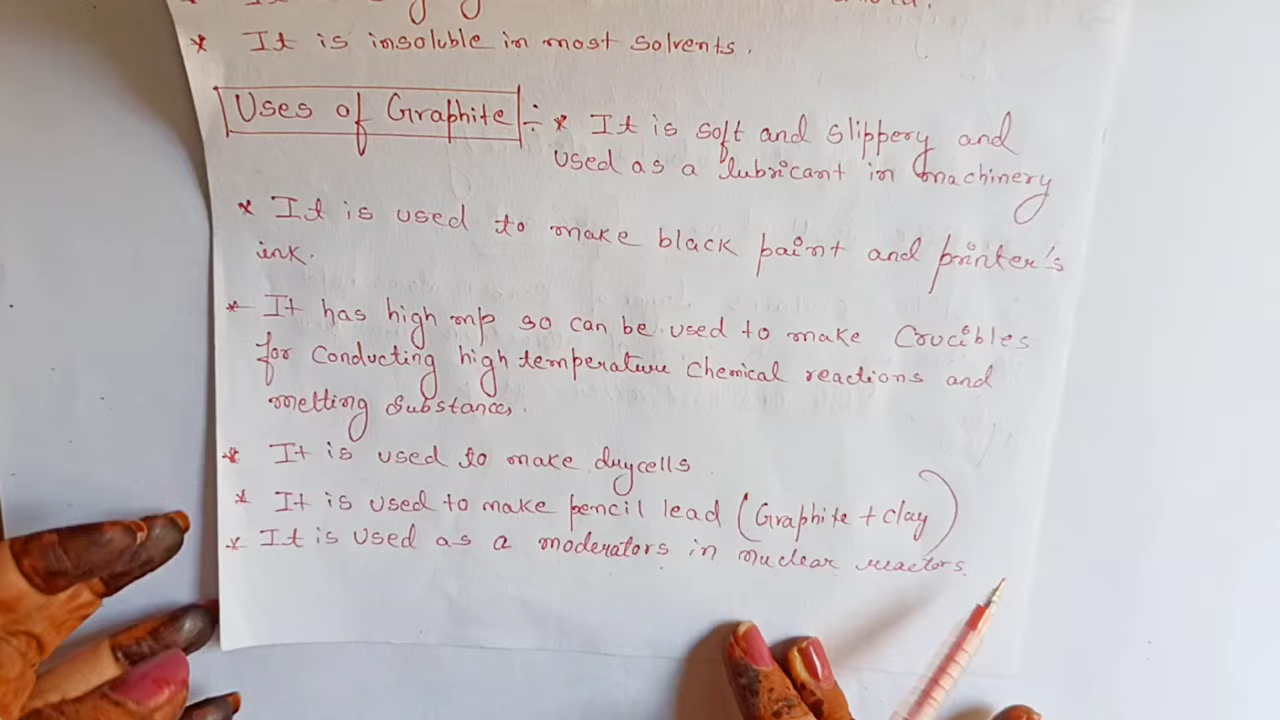 * It is insoluble in most solvents.
Uses of Graphite ÷ * It is soft and slippery and
used as a lubricant in machinery
* It is used to make black paint and printer's
ink.
* It has high mp so can be used to make Crucibles
for conducting high temperature chemical reactions and
melting substances.
* It is used to make drycells
* It is used to make pencil lead (Graphite + clay)
* It is used as a moderators in nuclear reactors.